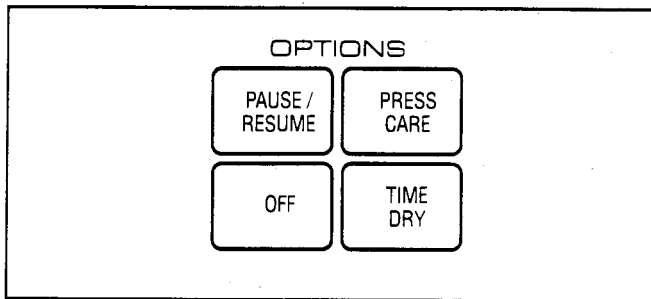 OPTIONS
PAUSE /
RESUME
PRESS
CARE
OFF
TIME
DRY